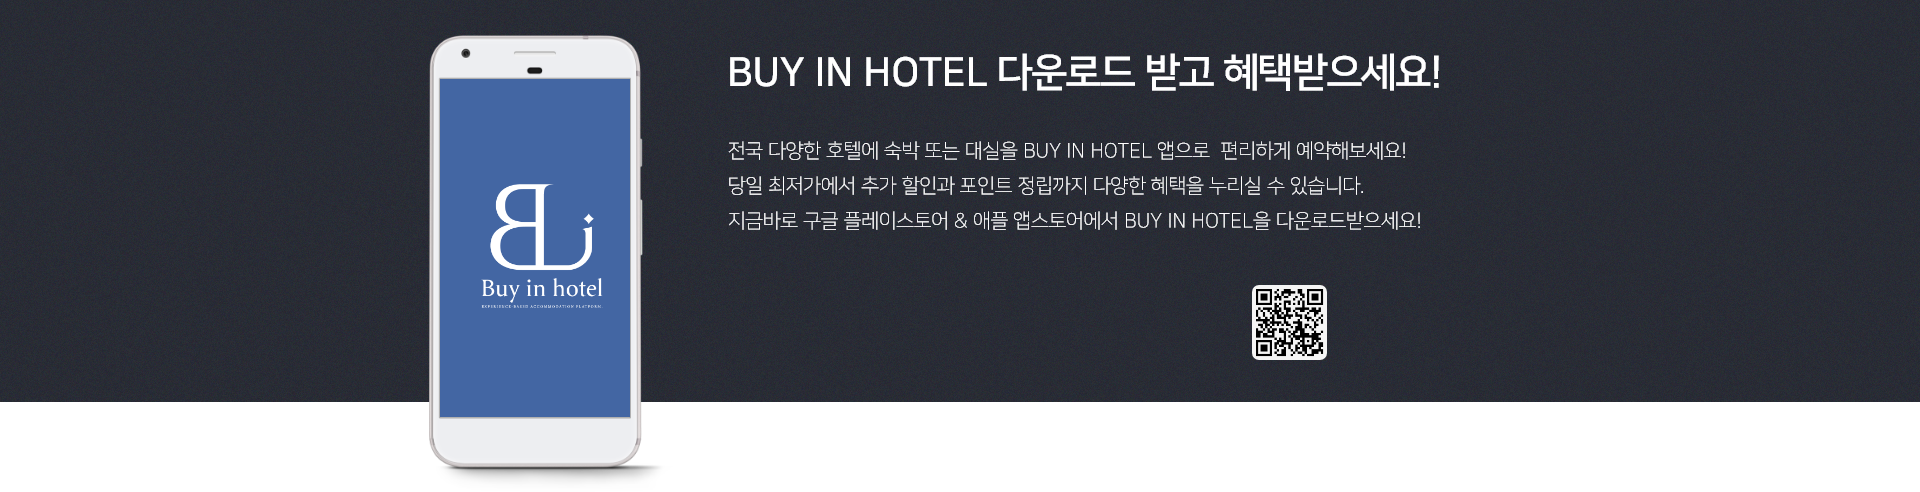 BUY IN HOTEL 다운로드 받고 혜택받으세요!
전국 다양한 호텔에 숙박 또는 대실을 BUY IN HOTEL 앱으로 편리하게 예약해보세요!
당일 최저가에서 추가 할인과 포인트 정립까지 다양한 혜택을 누리실 수 있습니다.
지금바로 구글 플레이스토어 & 애플 앱스토어에서 BUY IN HOTEL을 다운로드받으세요!
Buy in hotel
EXPERIENCE BASED ACCOMMODATION PLATFORM